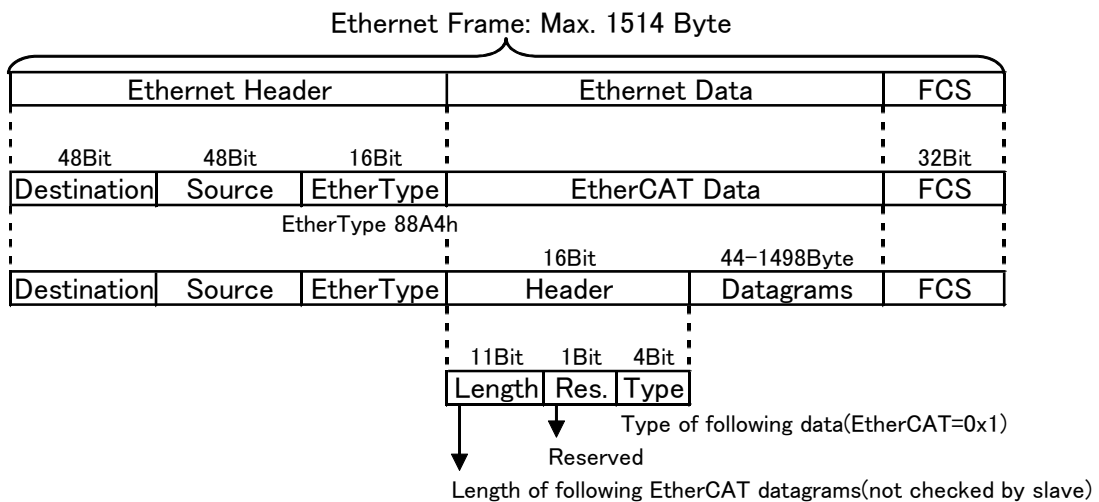 Ethernet Frame: Max. 1514 Byte
Ethernet Header Ethernet Data FCS
48Bit 48Bit 16Bit 32Bit
Destination Source EtherType EtherCAT Data FCS
EtherType 88A4h
16Bit 44-1498Byte
Destination Source EtherType Header Datagrams FCS
11Bit 1Bit 4Bit
Length Res. Type
Type of following data(EtherCAT=0x1)
Reserved
Length of following EtherCAT datagrams(not checked by slave)